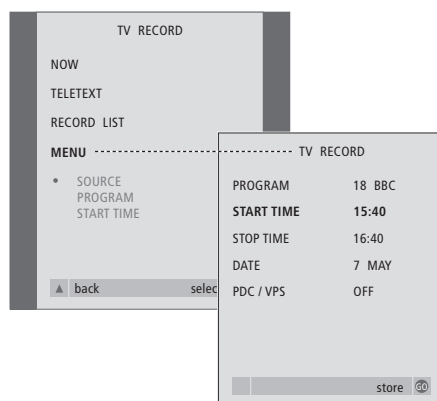 TV RECORD
NOW
TELETEXT
RECORD LIST
MENU
• SOURCE
PROGRAM
START TIME
▲ back selec
TV RECORD
PROGRAM 18 BBC
START TIME 15:40
STOP TIME 16:40
DATE 7 MAY
PDC / VPS OFF
store GO